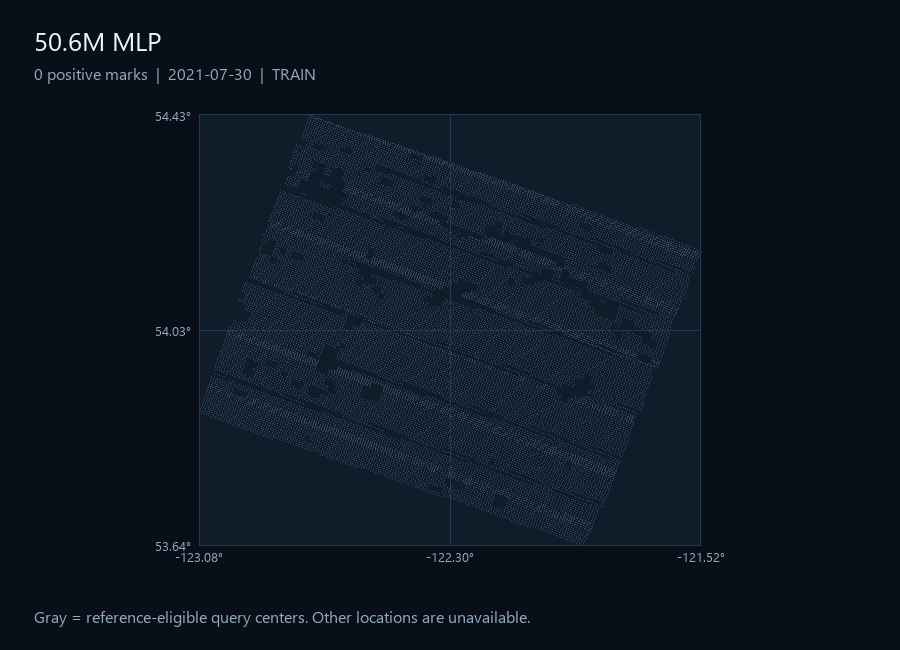 50.6M MLP
0 positive marks | 2021-07-30 | TRAIN
54.43°
54.03°
53.64°
-123.08°
-122.30°
-121.52°
Gray = reference-eligible query centers. Other locations are unavailable.